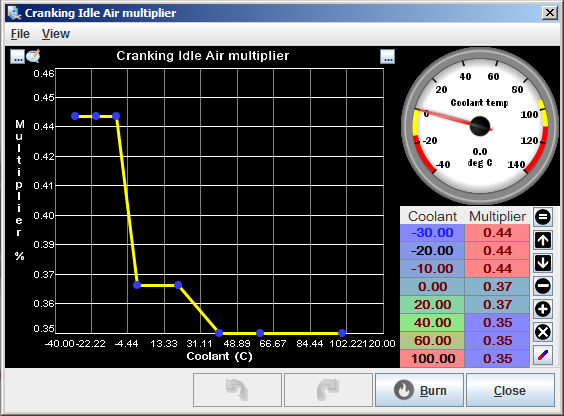 Cranking Idle Air multiplier
File View
... Cranking Idle Air multiplier ...
Multiplier %
0.46
0.45
0.44
0.42
0.41
0.40
0.39
0.37
0.36
0.35
-40.00 -22.22 -4.44 13.33 31.11 48.89 66.67 84.44 102.22 120.00
Coolant (C)
-40 -20 0 20 40 60 80 100 120 140
Coolant temp
0.0
deg C
Coolant Multiplier
-30.00 0.44
-20.00 0.44
-10.00 0.44
0.00 0.37
20.00 0.37
40.00 0.35
60.00 0.35
100.00 0.35
Burn
Close